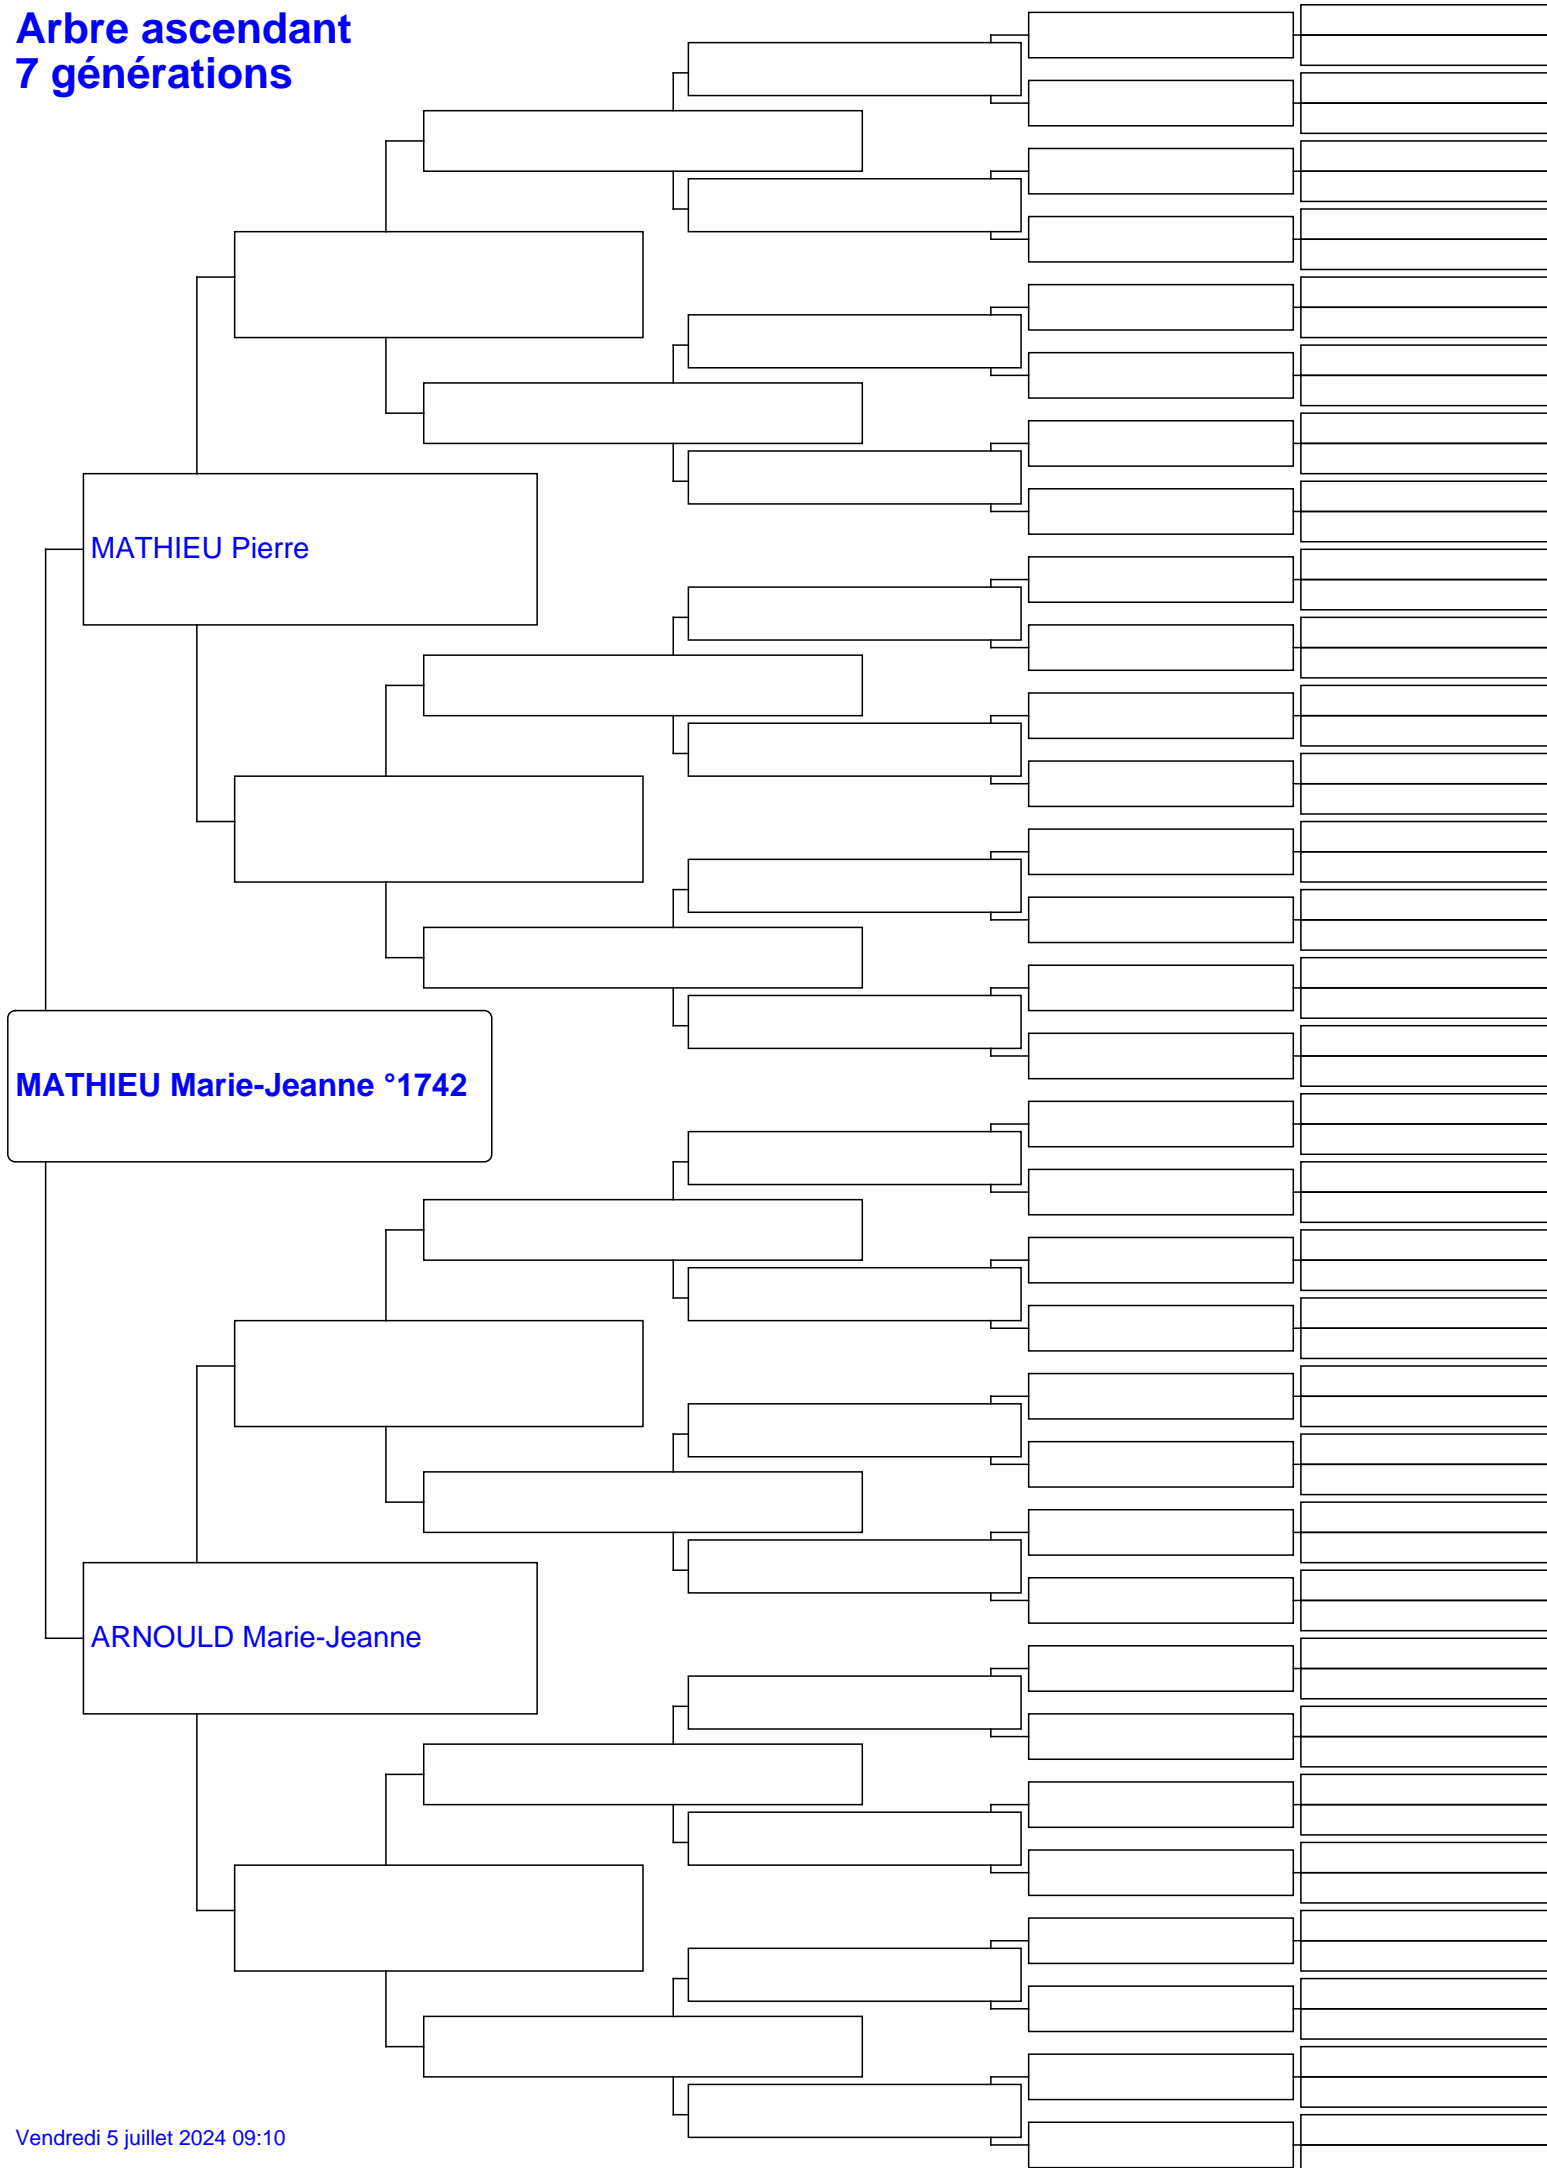 Arbre ascendant
7 générations
MATHIEU Pierre
MATHIEU Marie-Jeanne °1742
ARNOULD Marie-Jeanne
Vendredi 5 juillet 2024 09:10